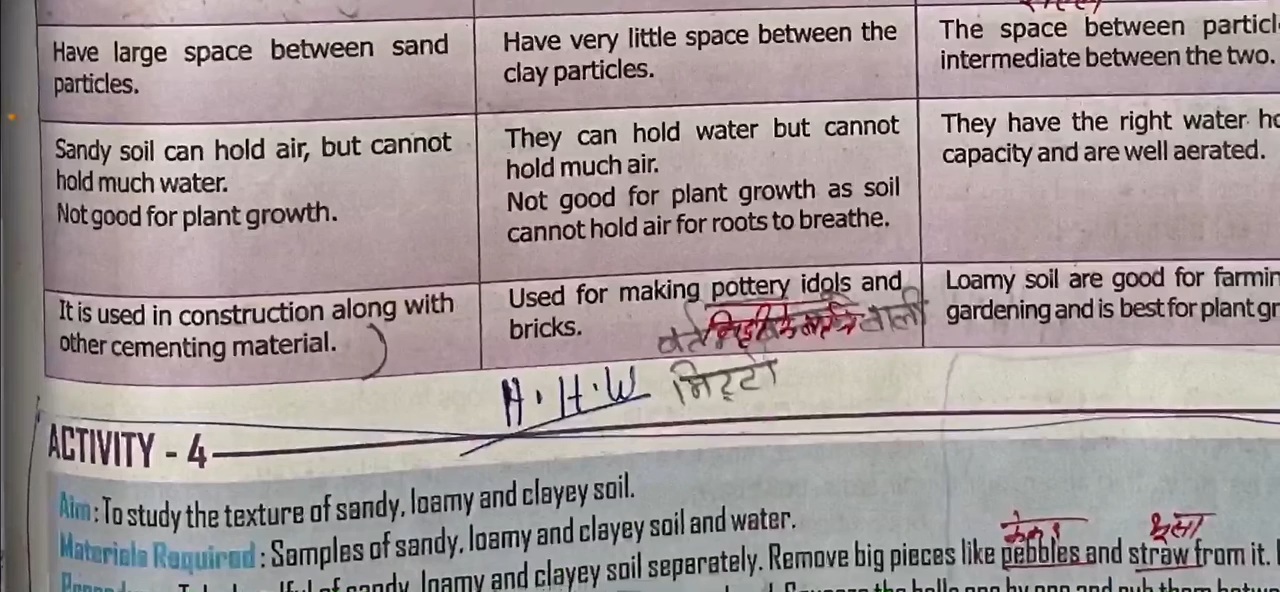 Have large space between sand
particles.
Have very little space between the
clay particles.
The space between particl
intermediate between the two.
Sandy soil can hold air, but cannot
hold much water.
Not good for plant growth.
They can hold water but cannot
hold much air.
Not good for plant growth as soil
cannot hold air for roots to breathe.
They have the right water
capacity and are well aerated.
It is used in construction along with
other cementing material.
Used for making pottery idols and
bricks.
वाली
Loamy soil are good for farmin
gardening and is best for plant gr
H.H.W
ACTIVITY - 4
Aim : To study the texture of sandy, loamy and clayey soil.
Materials Required : Samples of sandy, loamy and clayey soil and water.
of sandy, loamy and clayey soil separately. Remove big pieces like pebbles and straw from it.